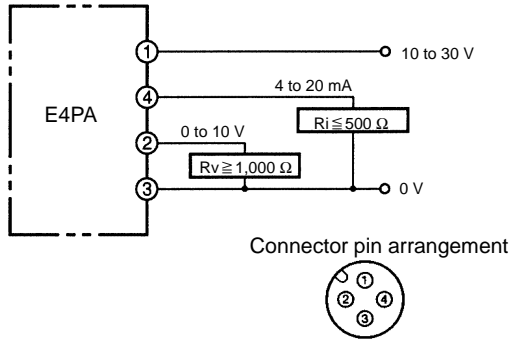 ① 10 to 30 V
④ 4 to 20 mA
E4PA
Ri≦500 Ω
② 0 to 10 V
Rv≧1,000 Ω
③ 0 V
Connector pin arrangement
①
② ④
③